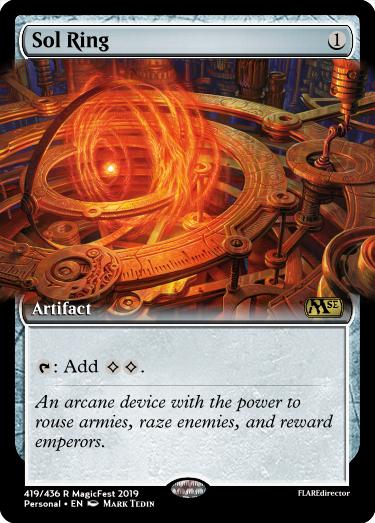 Sol Ring 1
Artifact MSE
: Add .
An arcane device with the power to
rouse armies, raze enemies, and reward
emperors.
419/436 R MagicFest 2019 FLAREdirector
Personal • EN Mark Tedin